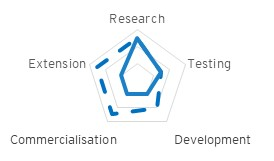 Research
Extension
Testing
Commercialisation
Development